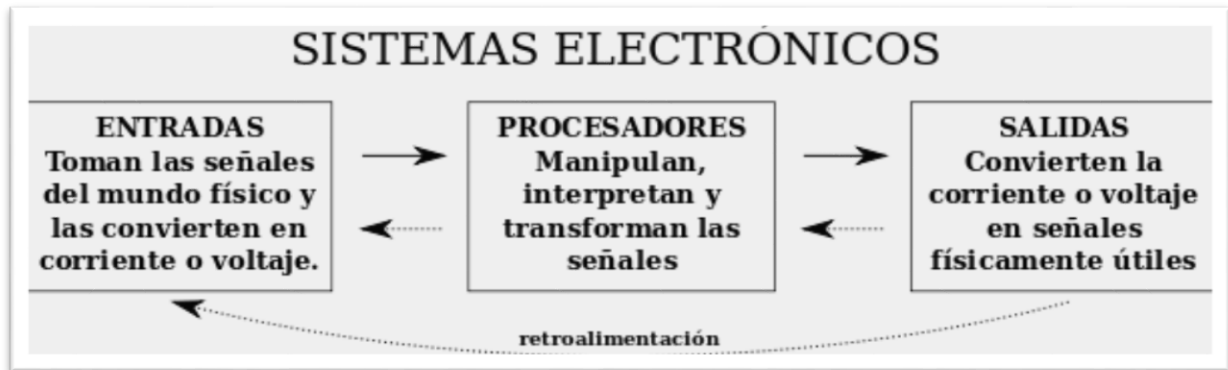 SISTEMAS ELECTRÓNICOS
ENTRADAS
Toman las señales
del mundo físico y
las convierten en
corriente o voltaje.
PROCESADORES
Manipulan,
interpretan y
transforman las
señales
SALIDAS
Convierten la
corriente o voltaje
en señales
físicamente útiles
retroalimentación